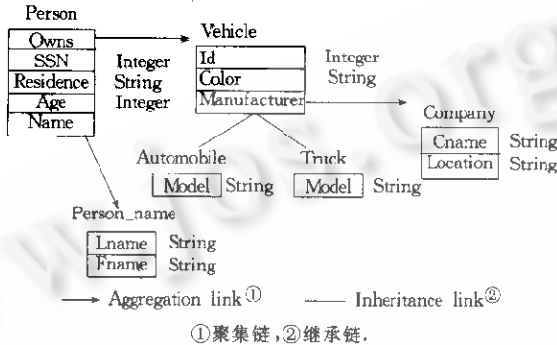 Person
Owns
SSN Integer
Residence String
Age Integer
Name
Vehicle
Id Integer
Color String
Manufacturer
Company
Cname String
Location String
Automobile
Model String
Truck
Model String
Person_name
Lname String
Fname String
Aggregation link① Inheritance link②
①聚集链,②继承链.